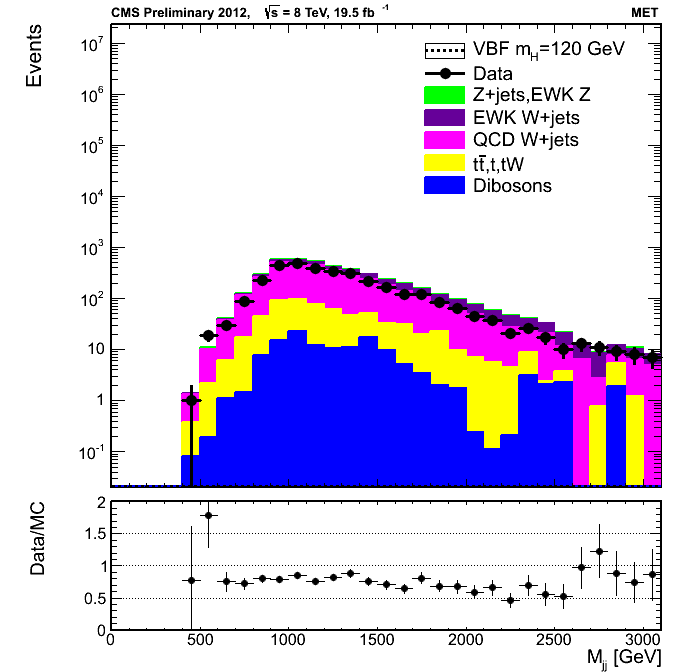 CMS Preliminary 2012, √s = 8 TeV, 19.5 fb⁻¹ MET
Events
10⁷
10⁶
10⁵
10⁴
10³
10²
10
1
10⁻¹
VBF m_H=120 GeV
Data
Z+jets,EWK Z
EWK W+jets
QCD W+jets
tt̄,t,tW
Dibosons
Data/MC
2
1.5
1
0.5
0
0 500 1000 1500 2000 2500 3000
M_jj [GeV]